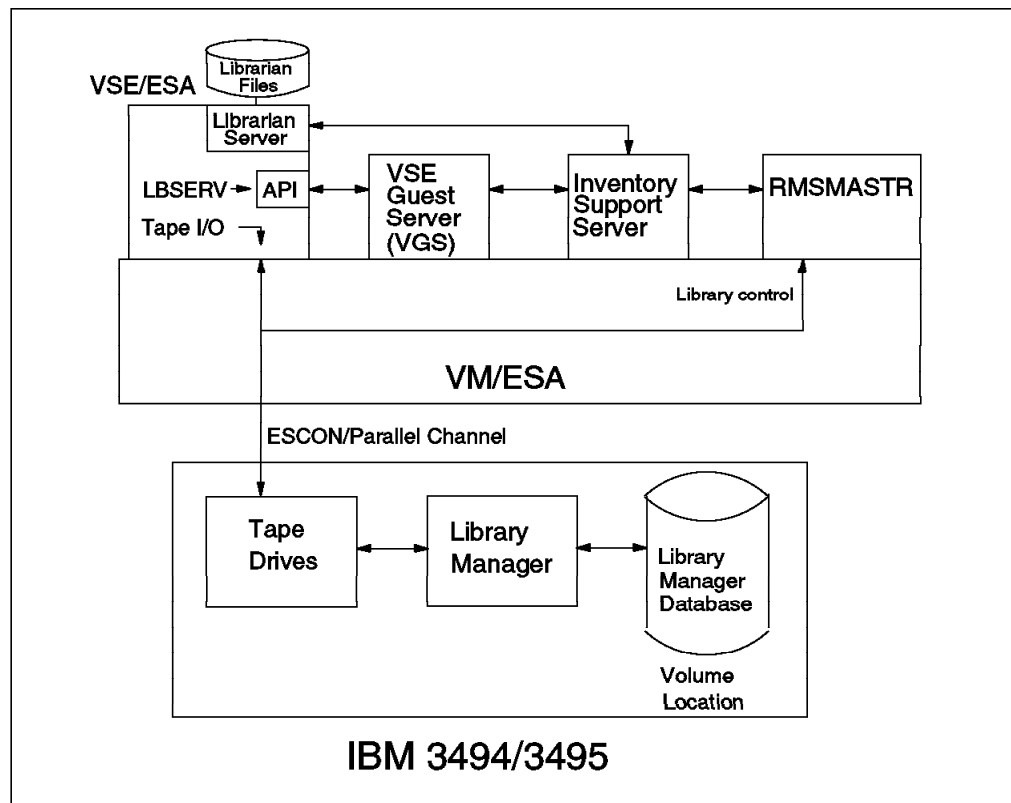 Librarian
Files
VSE/ESA
Librarian
Server
LBSERV
API
Tape I/O
VSE
Guest
Server
(VGS)
Inventory
Support
Server
RMSMASTR
Library control
VM/ESA
ESCON/Parallel Channel
Tape
Drives
Library
Manager
Library
Manager
Database
Volume
Location
IBM 3494/3495